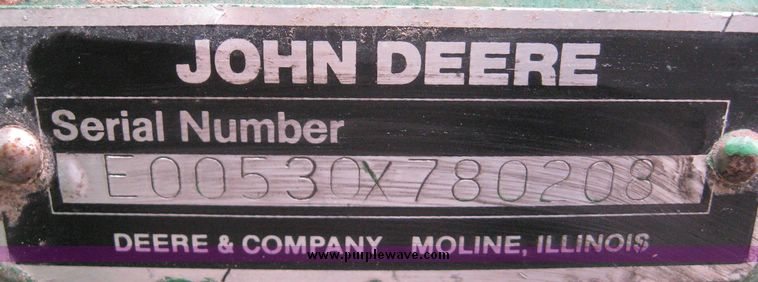 JOHN DEERE
Serial Number
E00530X780208
DEERE & COMPANY MOLINE, ILLINOIS
www.purplewave.com